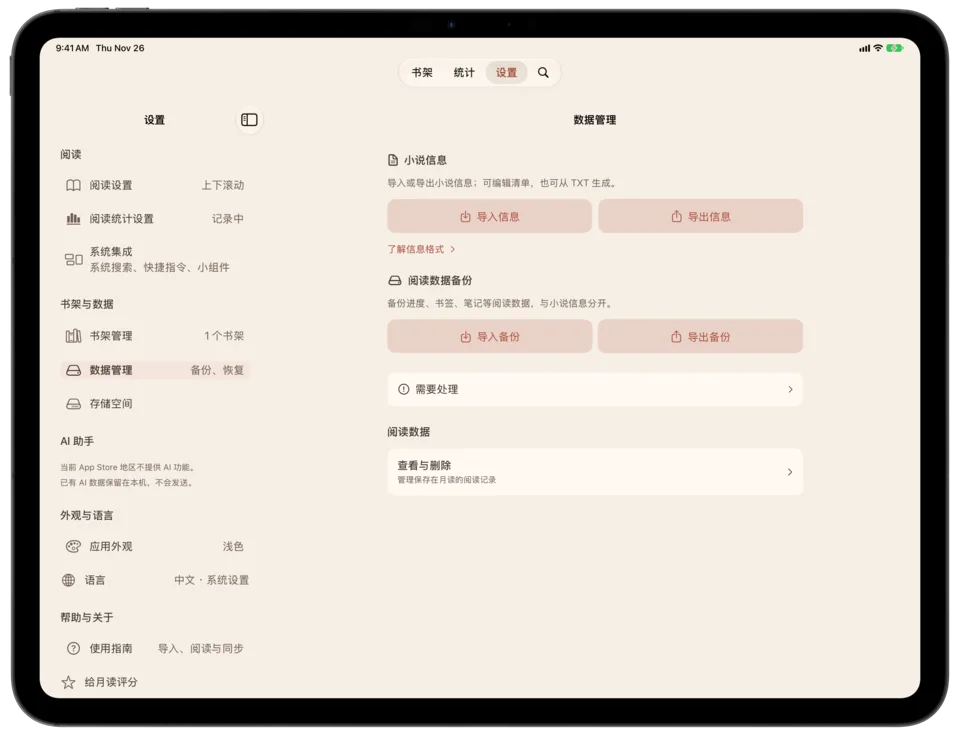 9:41 AM Thu Nov 26
书架 统计 设置
设置
阅读
阅读设置 上下滚动
阅读统计设置 记录中
系统集成
系统搜索、快捷指令、小组件
书架与数据
书架管理 1 个书架
数据管理 备份、恢复
存储空间
AI 助手
当前 App Store 地区不提供 AI 功能。
已有 AI 数据保留在本机，不会发送。
外观与语言
应用外观 浅色
语言 中文 · 系统设置
帮助与关于
使用指南 导入、阅读与同步
给月读评分
数据管理
小说信息
导入或导出小说信息；可编辑清单，也可从 TXT 生成。
导入信息 导出信息
了解信息格式
阅读数据备份
备份进度、书签、笔记等阅读数据，与小说信息分开。
导入备份 导出备份
需要处理
阅读数据
查看与删除
管理保存在月读的阅读记录